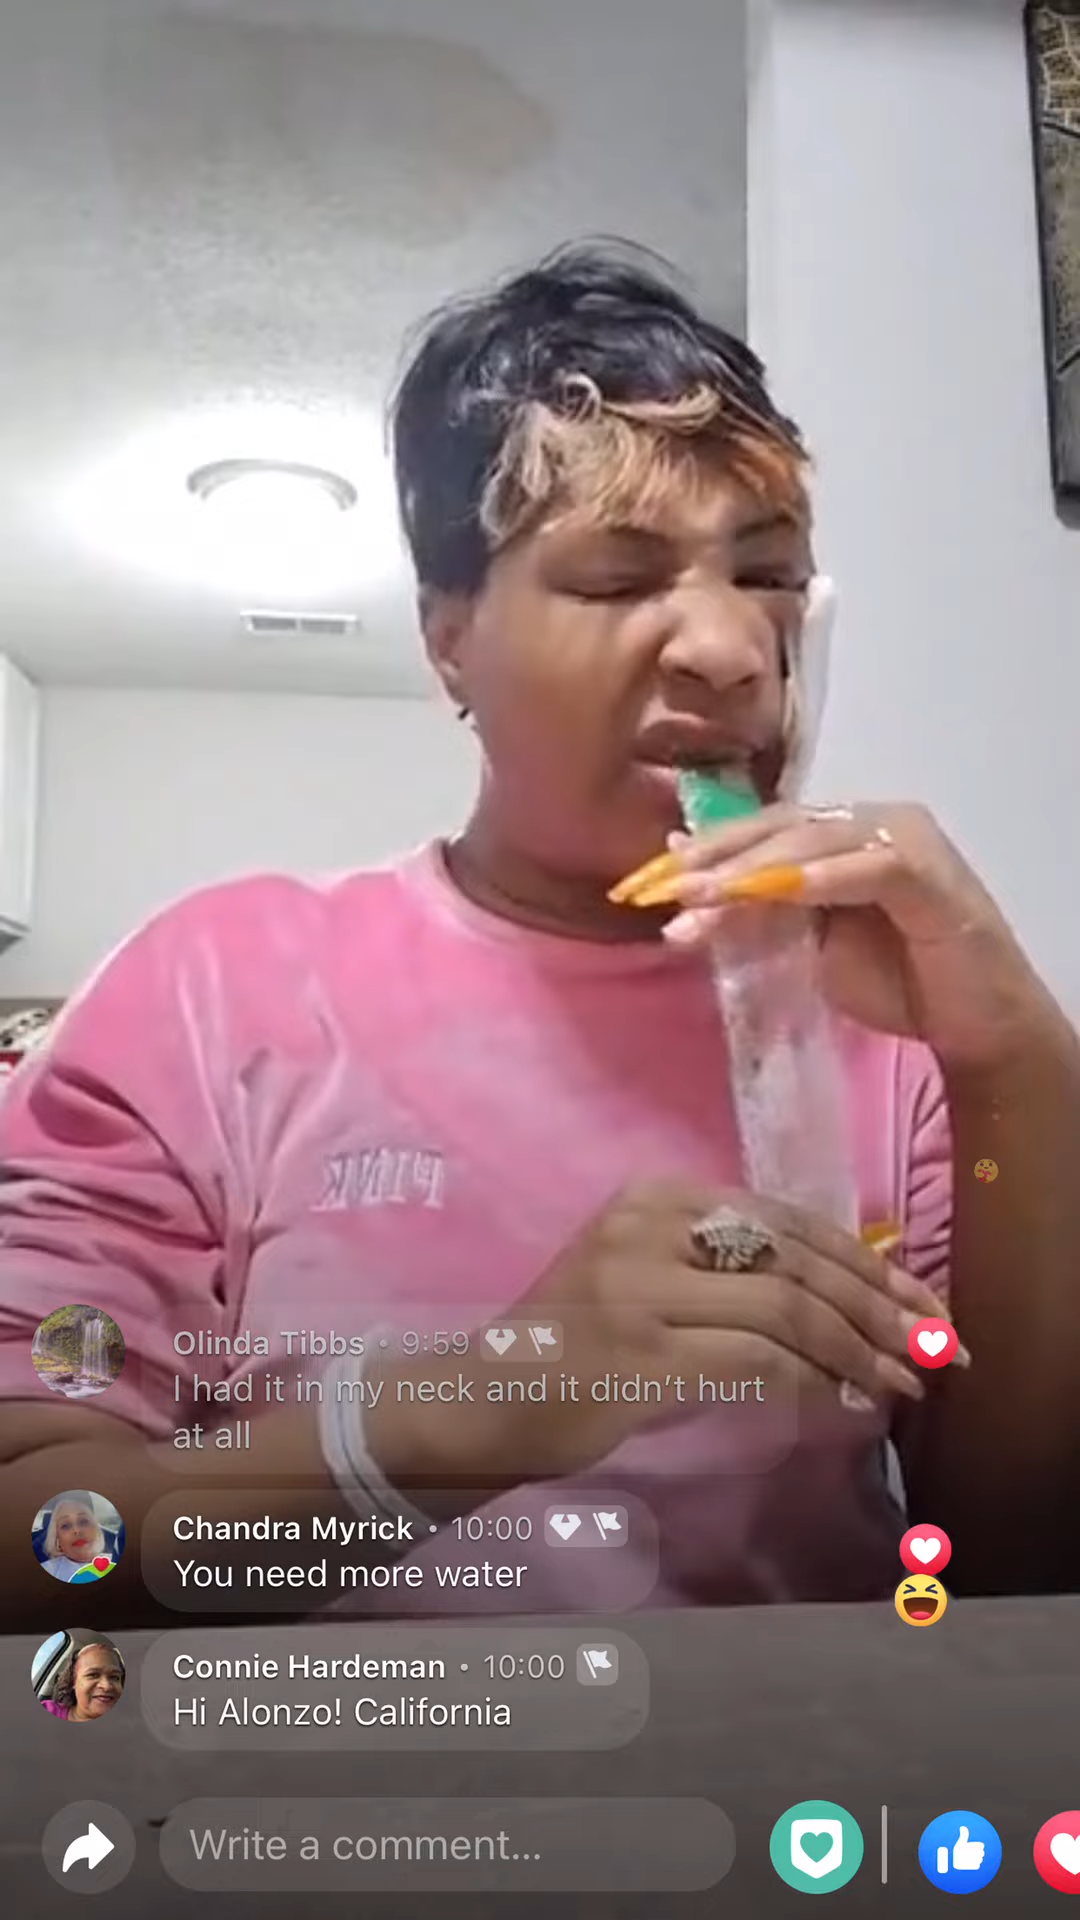 PINK
Olinda Tibbs • 9:59
I had it in my neck and it didn't hurt
at all
Chandra Myrick • 10:00
You need more water
Connie Hardeman • 10:00
Hi Alonzo! California
Write a comment...